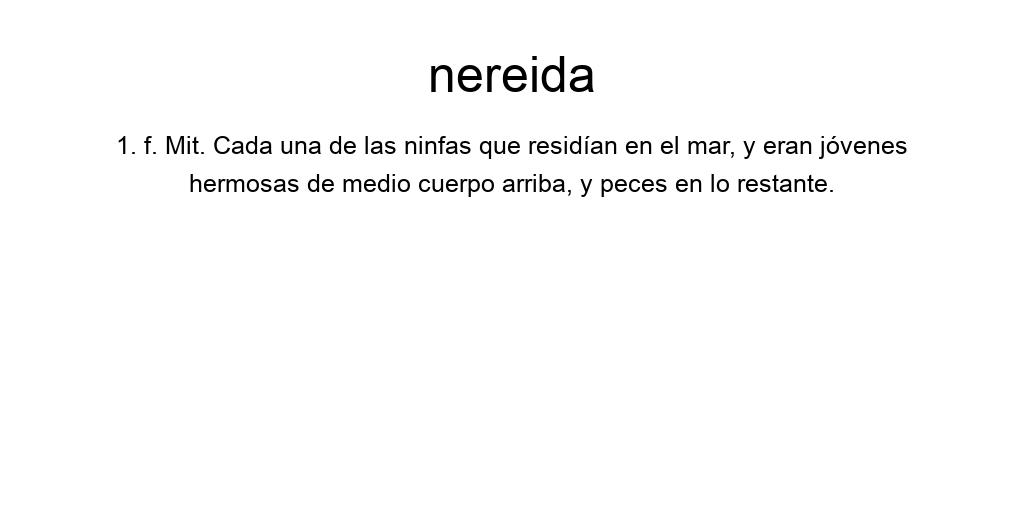 nereida
1. f. Mit. Cada una de las ninfas que residían en el mar, y eran jóvenes
hermosas de medio cuerpo arriba, y peces en lo restante.